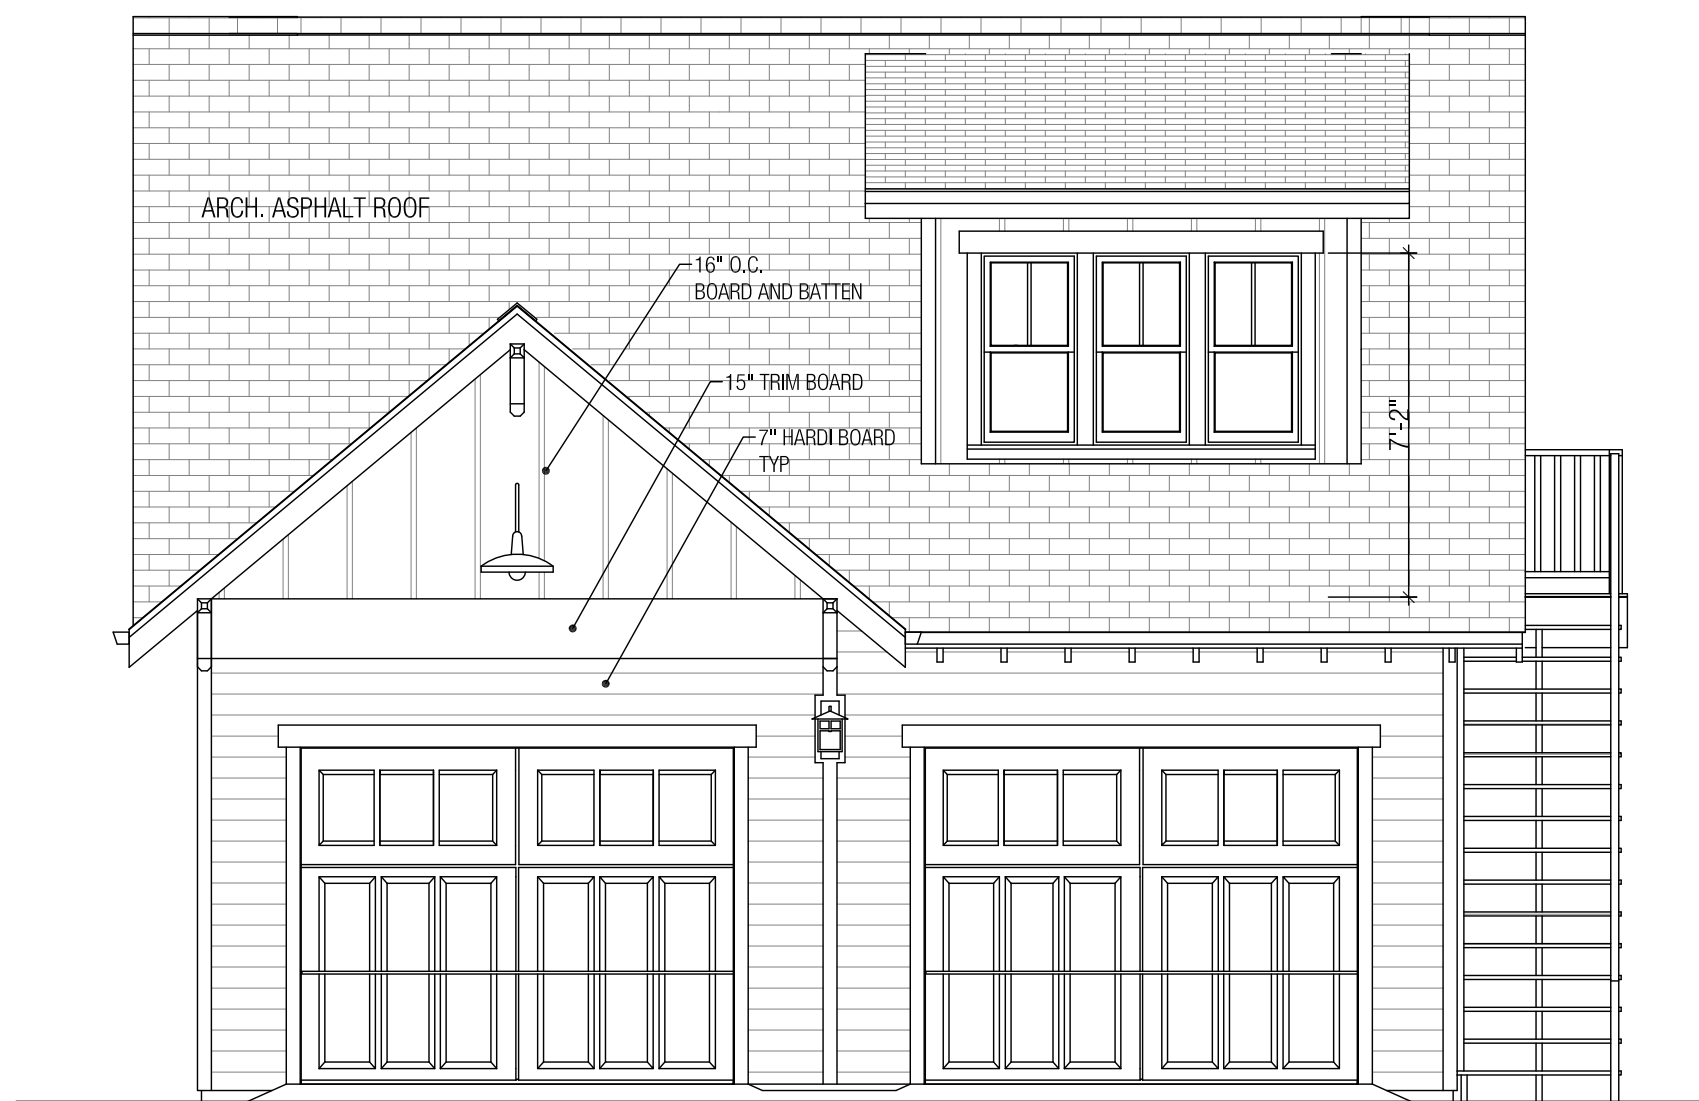 ARCH. ASPHALT ROOF
16" O.C.
BOARD AND BATTEN
15" TRIM BOARD
7" HARDI BOARD
TYP
7'-2"